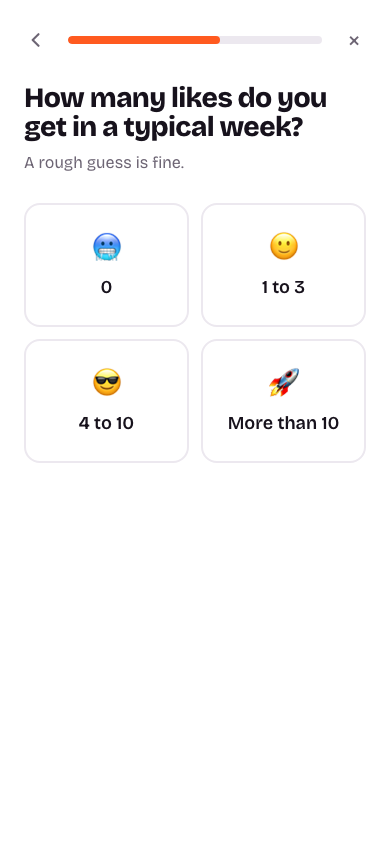 How many likes do you
get in a typical week?
A rough guess is fine.
0
1 to 3
4 to 10
More than 10